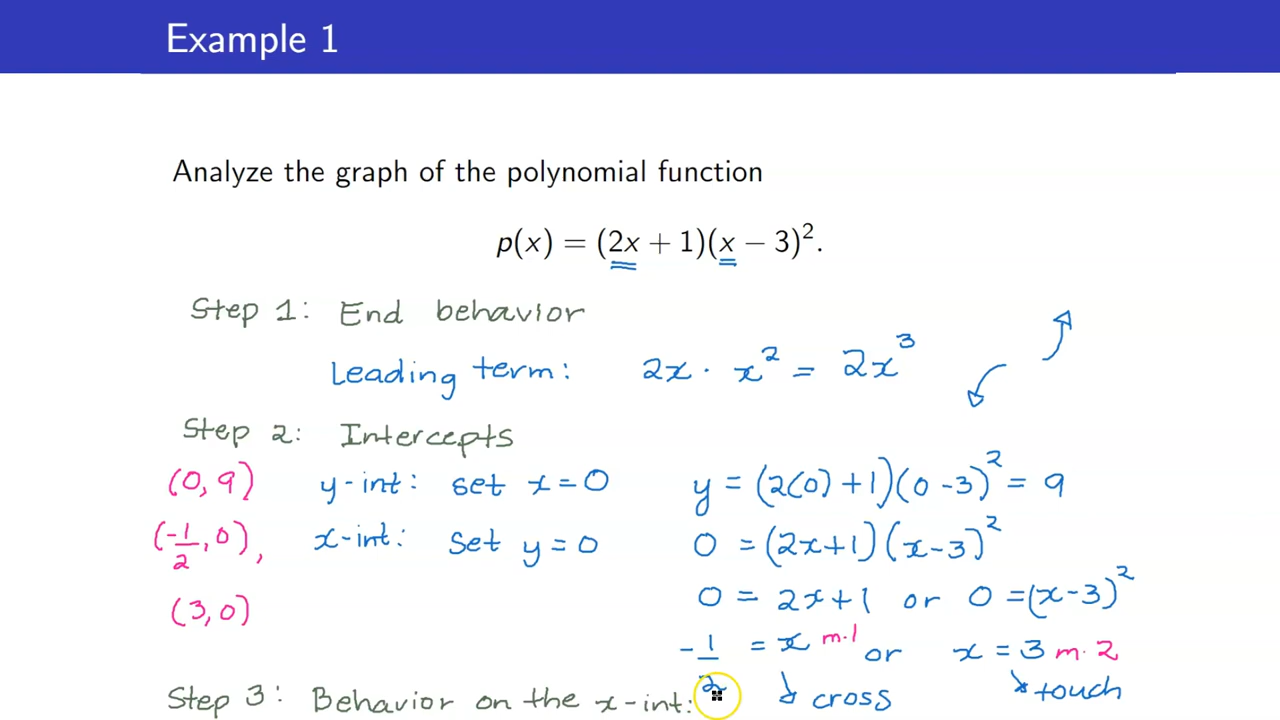 Example 1
Analyze the graph of the polynomial function
p(x) = (2x + 1)(x − 3)².
Step 1: End behavior
Leading term: 2x · x² = 2x³
Step 2: Intercepts
(0, 9) y-int: set x = 0 y = (2(0) + 1)(0 - 3)² = 9
(-1/2, 0), x-int: set y = 0 0 = (2x+1)(x-3)²
(3, 0) 0 = 2x+1 or 0 = (x-3)²
-1/2 = x m.1 or x = 3 m. 2
Step 3: Behavior on the x-int: ↘ cross ↘ touch